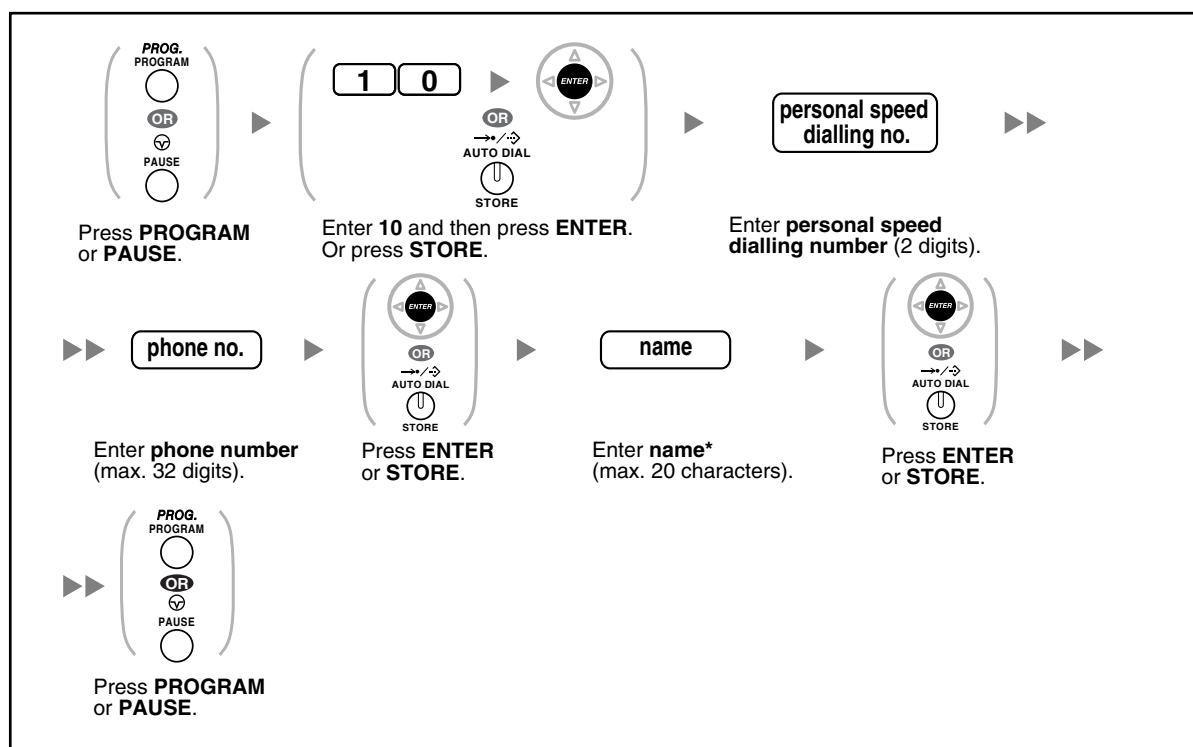 PROG.
PROGRAM
OR
PAUSE
Press PROGRAM
or PAUSE.
1 0
ENTER
OR
AUTO DIAL
STORE
Enter 10 and then press ENTER.
Or press STORE.
personal speed
dialling no.
Enter personal speed
dialling number (2 digits).
phone no.
Enter phone number
(max. 32 digits).
ENTER
OR
AUTO DIAL
STORE
Press ENTER
or STORE.
name
Enter name*
(max. 20 characters).
ENTER
OR
AUTO DIAL
STORE
Press ENTER
or STORE.
PROG.
PROGRAM
OR
PAUSE
Press PROGRAM
or PAUSE.